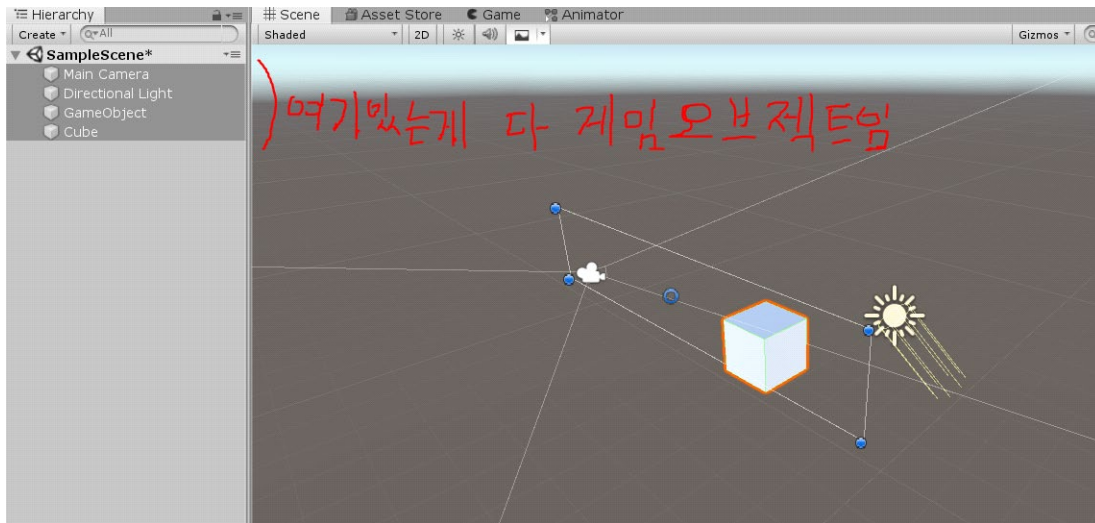 Hierarchy
Create
All
SampleScene*
Main Camera
Directional Light
GameObject
Cube
Scene
Asset Store
Game
Animator
Shaded
2D
Gizmos
여기있는게 다 게임오브젝트임